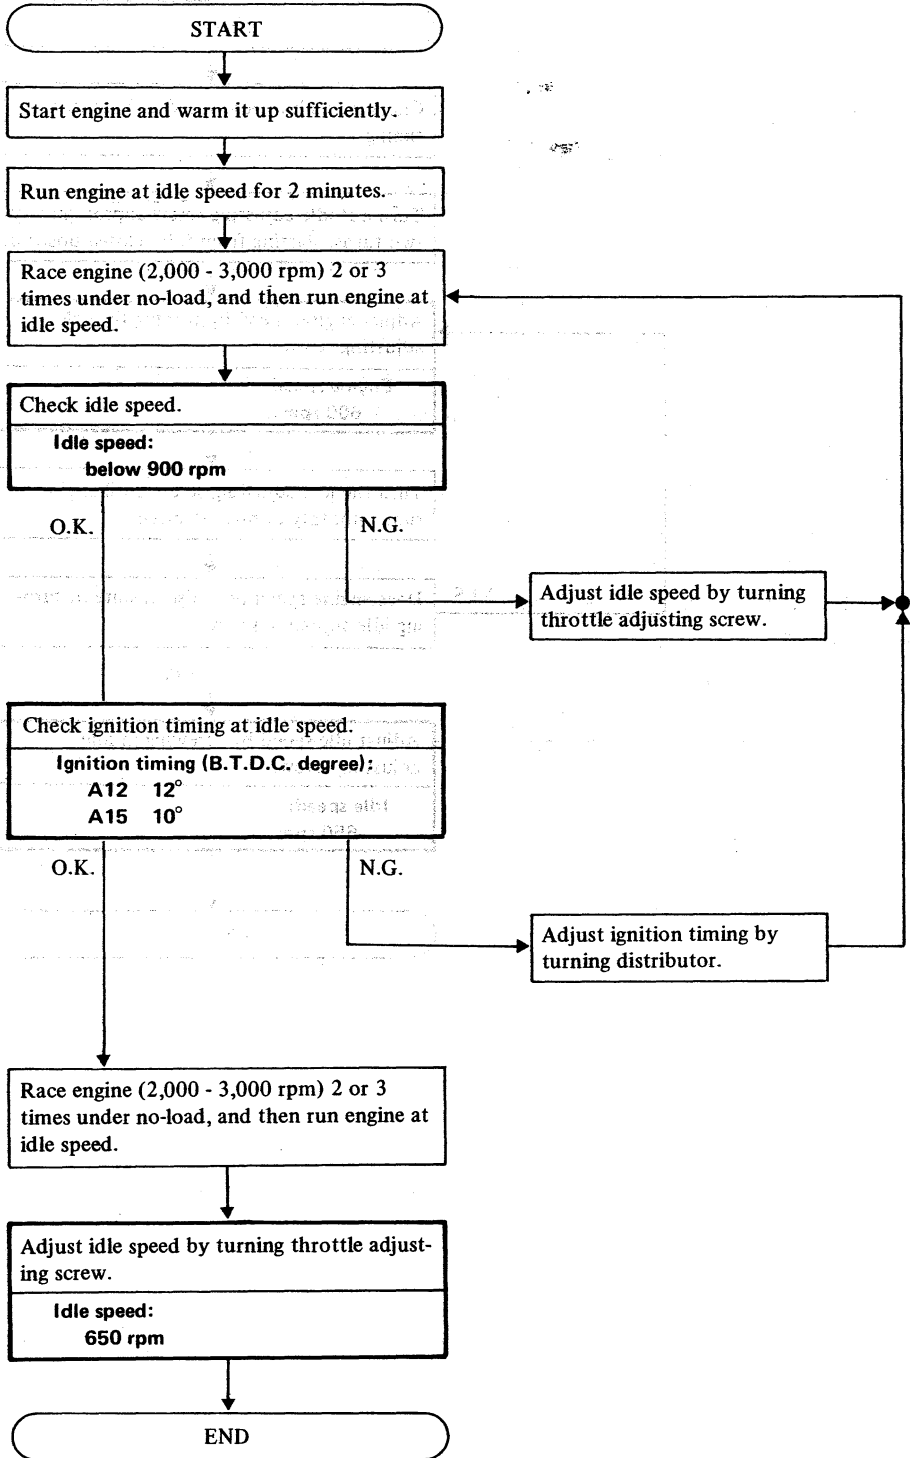 START
Start engine and warm it up sufficiently.
Run engine at idle speed for 2 minutes.
Race engine (2,000 - 3,000 rpm) 2 or 3
times under no-load, and then run engine at
idle speed.
Check idle speed.
Idle speed:
below 900 rpm
O.K.
N.G.
Adjust idle speed by turning
throttle adjusting screw.
Check ignition timing at idle speed.
Ignition timing (B.T.D.C. degree):
A12 12°
A15 10°
O.K.
N.G.
Adjust ignition timing by
turning distributor.
Race engine (2,000 - 3,000 rpm) 2 or 3
times under no-load, and then run engine at
idle speed.
Adjust idle speed by turning throttle adjust-
ing screw.
Idle speed:
650 rpm
END